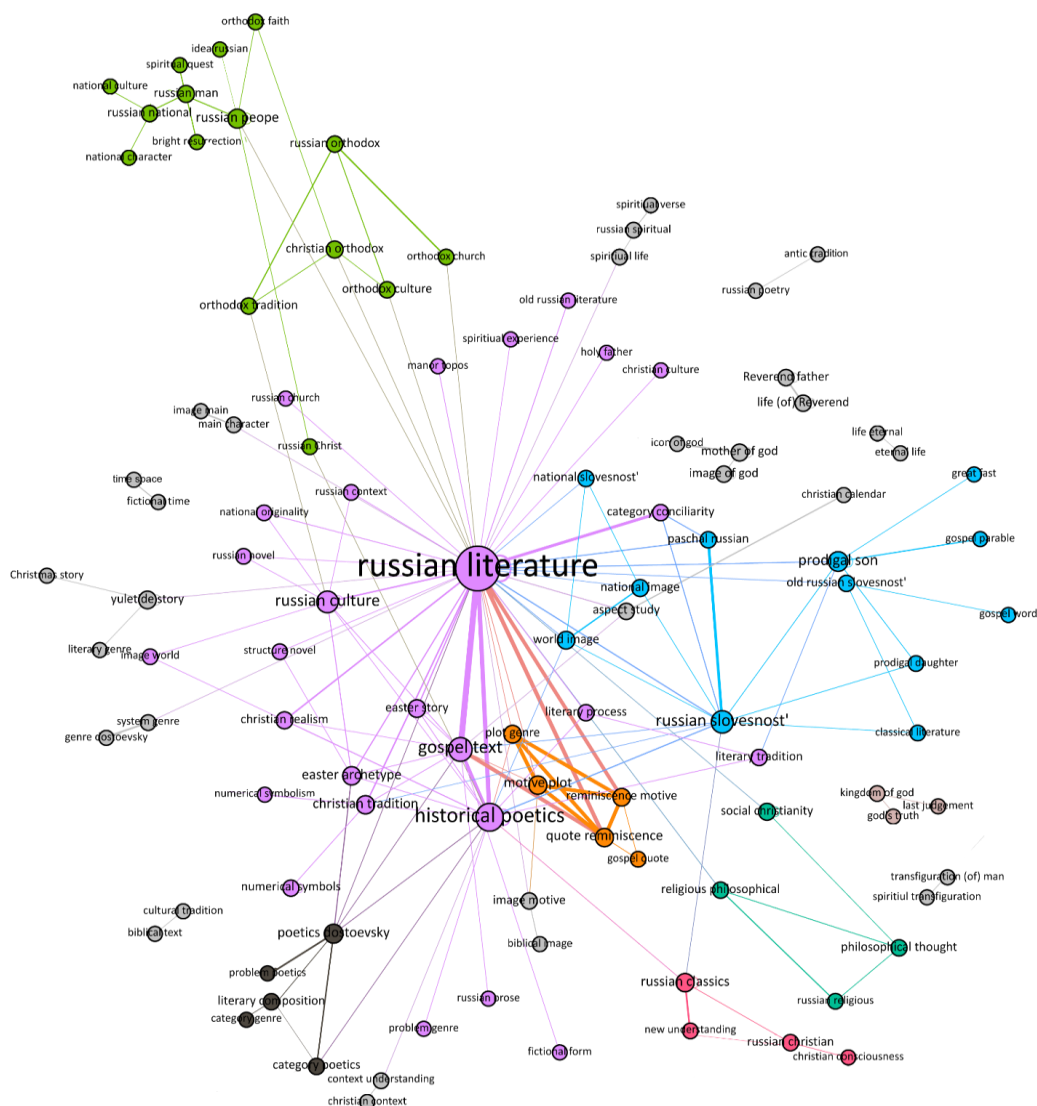 orthodox faith
idea russian
spiritual quest
national culture
russian man
russian national
russian peope
bright resurrection
national character
russian orthodox
spiritiual verse
russian spiritual
christian orthodox
spiritiual life
orthodox church
antic tradition
orthodox culture
russian poetry
orthodox tradition
old russian literature
spiritiual experience
holy father
manor topos
christian culture
Reverend father
russian church
life (of) Reverend
image main
main character
life eternal
russian Christ
icon of god
mother of god
eternal life
image of god
great fast
time space
national slovesnost'
russian context
christian calendar
fictional time
national originality
category conciliarity
paschal russian
gospel parable
russian novel
russian literature
prodigal son
Christmas story
old russian slovesnost'
national image
yuletde story
russian culture
aspect study
gospel word
world image
literary genre
image world
structure novel
prodigal daughter
easter story
literary process
christian realism
russian slovesnost'
system genre
plot genre
classical literature
genre dostoevsky
gospel text
literary tradition
easter archetype
motive plot
numerical symbolism
christian tradition
reminiscence motive
kingdom of god
last judgement
social christianity
god's truth
historical poetics
quote reminiscence
gospel quote
transfiguration (of) man
numerical symbols
religious philosophical
spiritiul transfiguration
image motive
cultural tradition
biblical text
poetics dostoevsky
biblical image
philosophical thought
problem poetics
russian classics
literary composition
russian prose
russian religious
category genre
problem genre
new understanding
russian christian
fictional form
christian consciousness
category poetics
context understanding
christian context